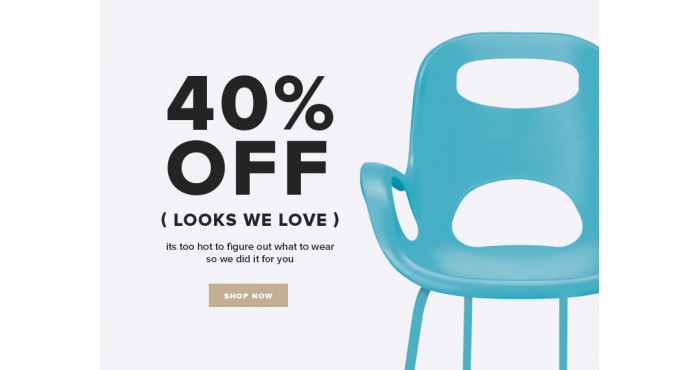 40%
OFF
( LOOKS WE LOVE )
its too hot to figure out what to wear
so we did it for you
SHOP NOW